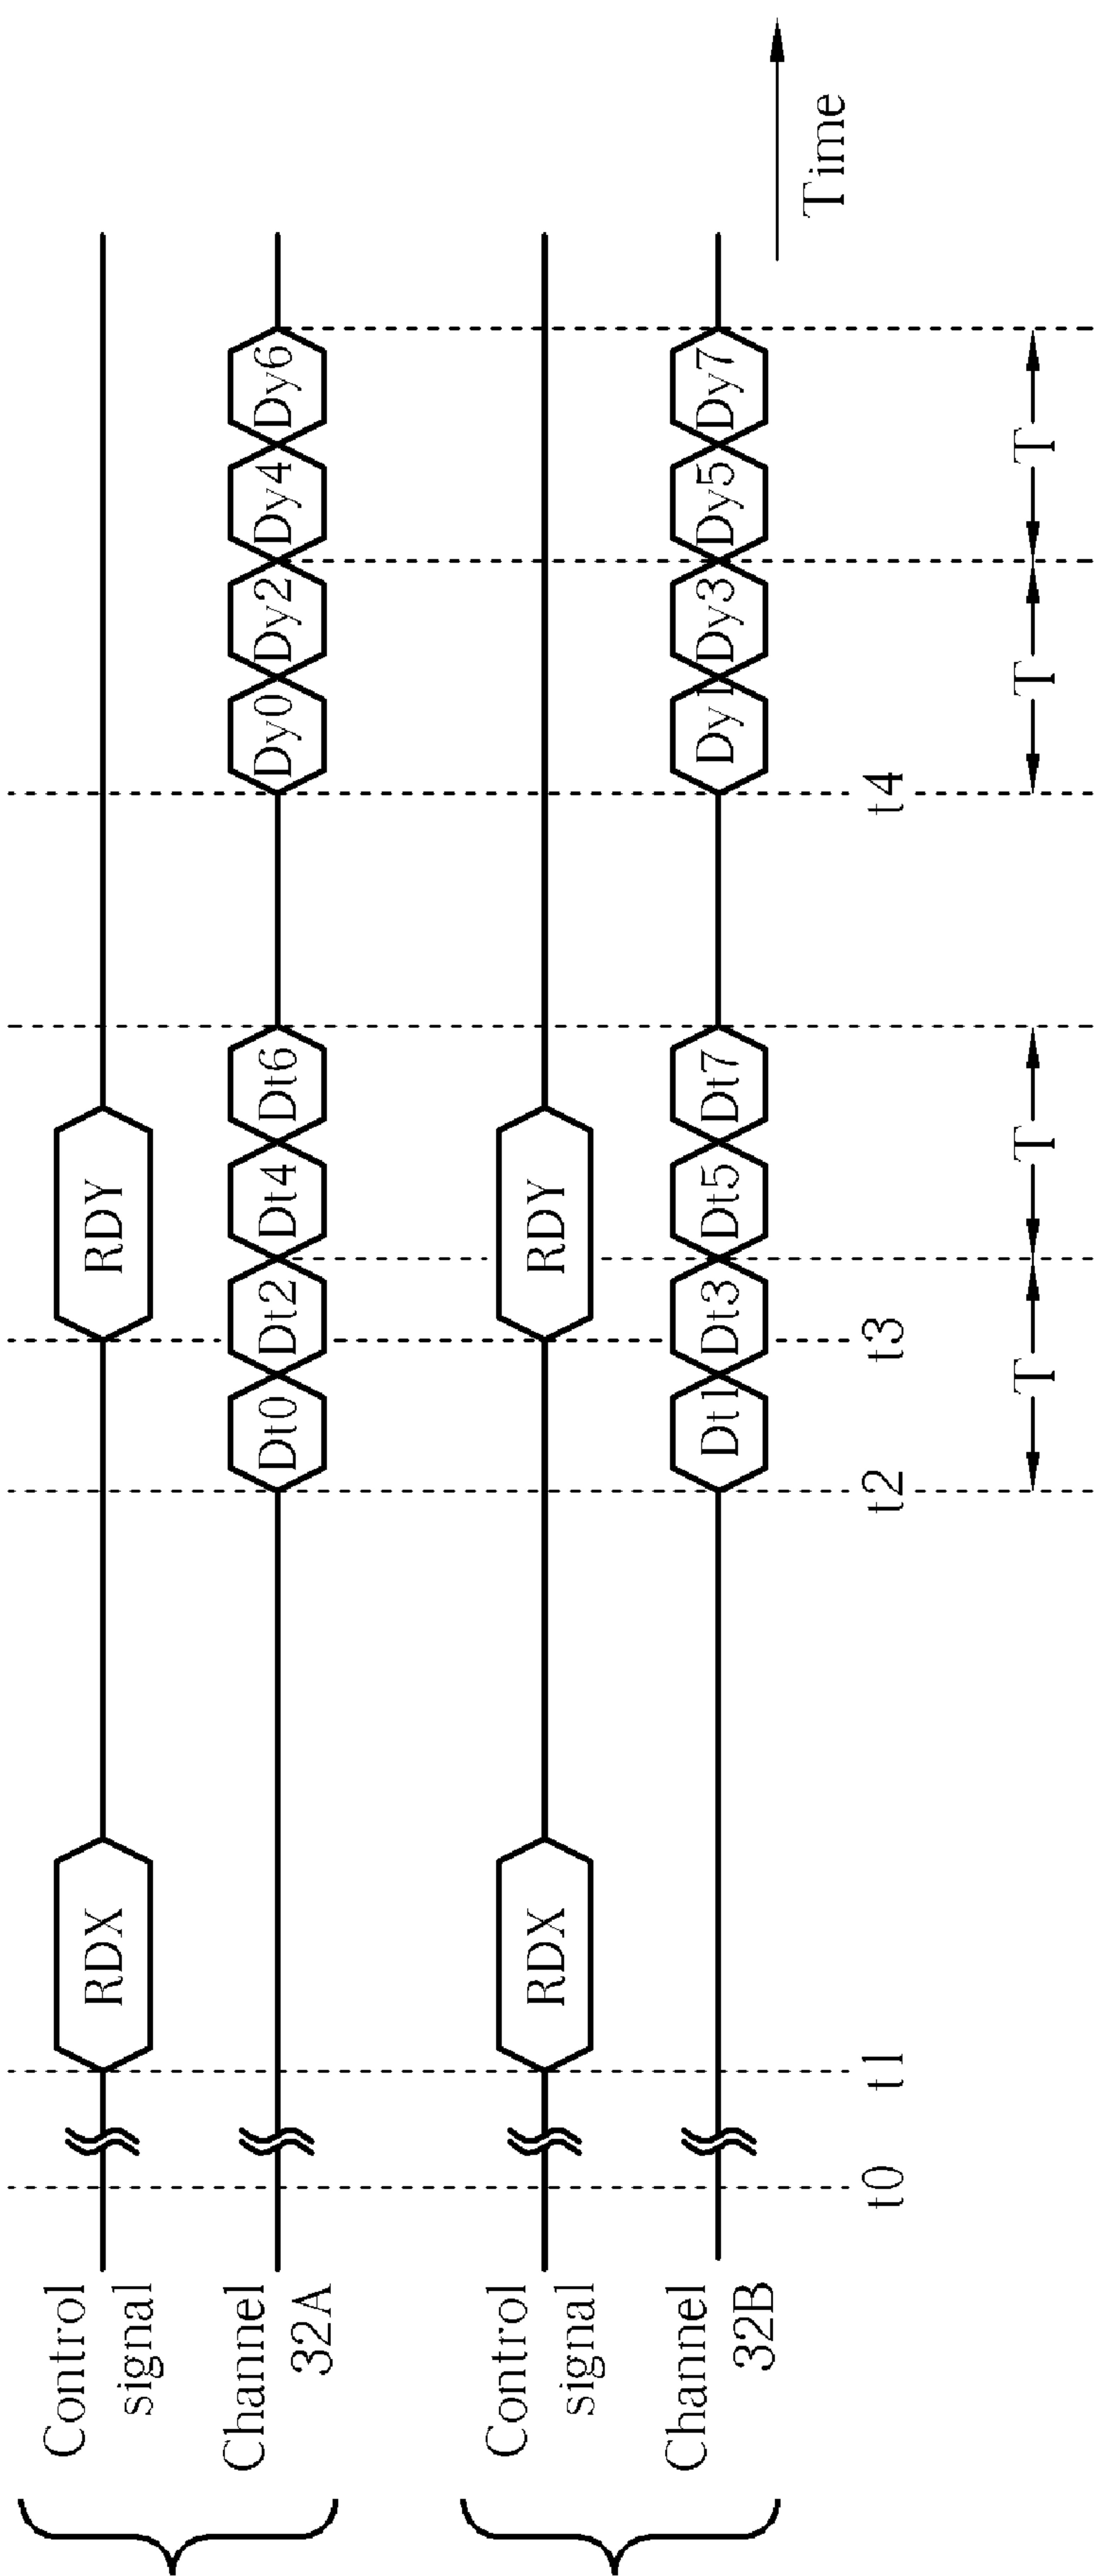 Control
signal
RDX
RDY
Channel
32A
Dt0
Dt2
Dt4
Dt6
Dy0
Dy2
Dy4
Dy6
Control
signal
RDX
RDY
Channel
32B
Dt1
Dt3
Dt5
Dt7
Dy1
Dy3
Dy5
Dy7
Time
t0
t1
t2
t3
t4
T
T
T
T